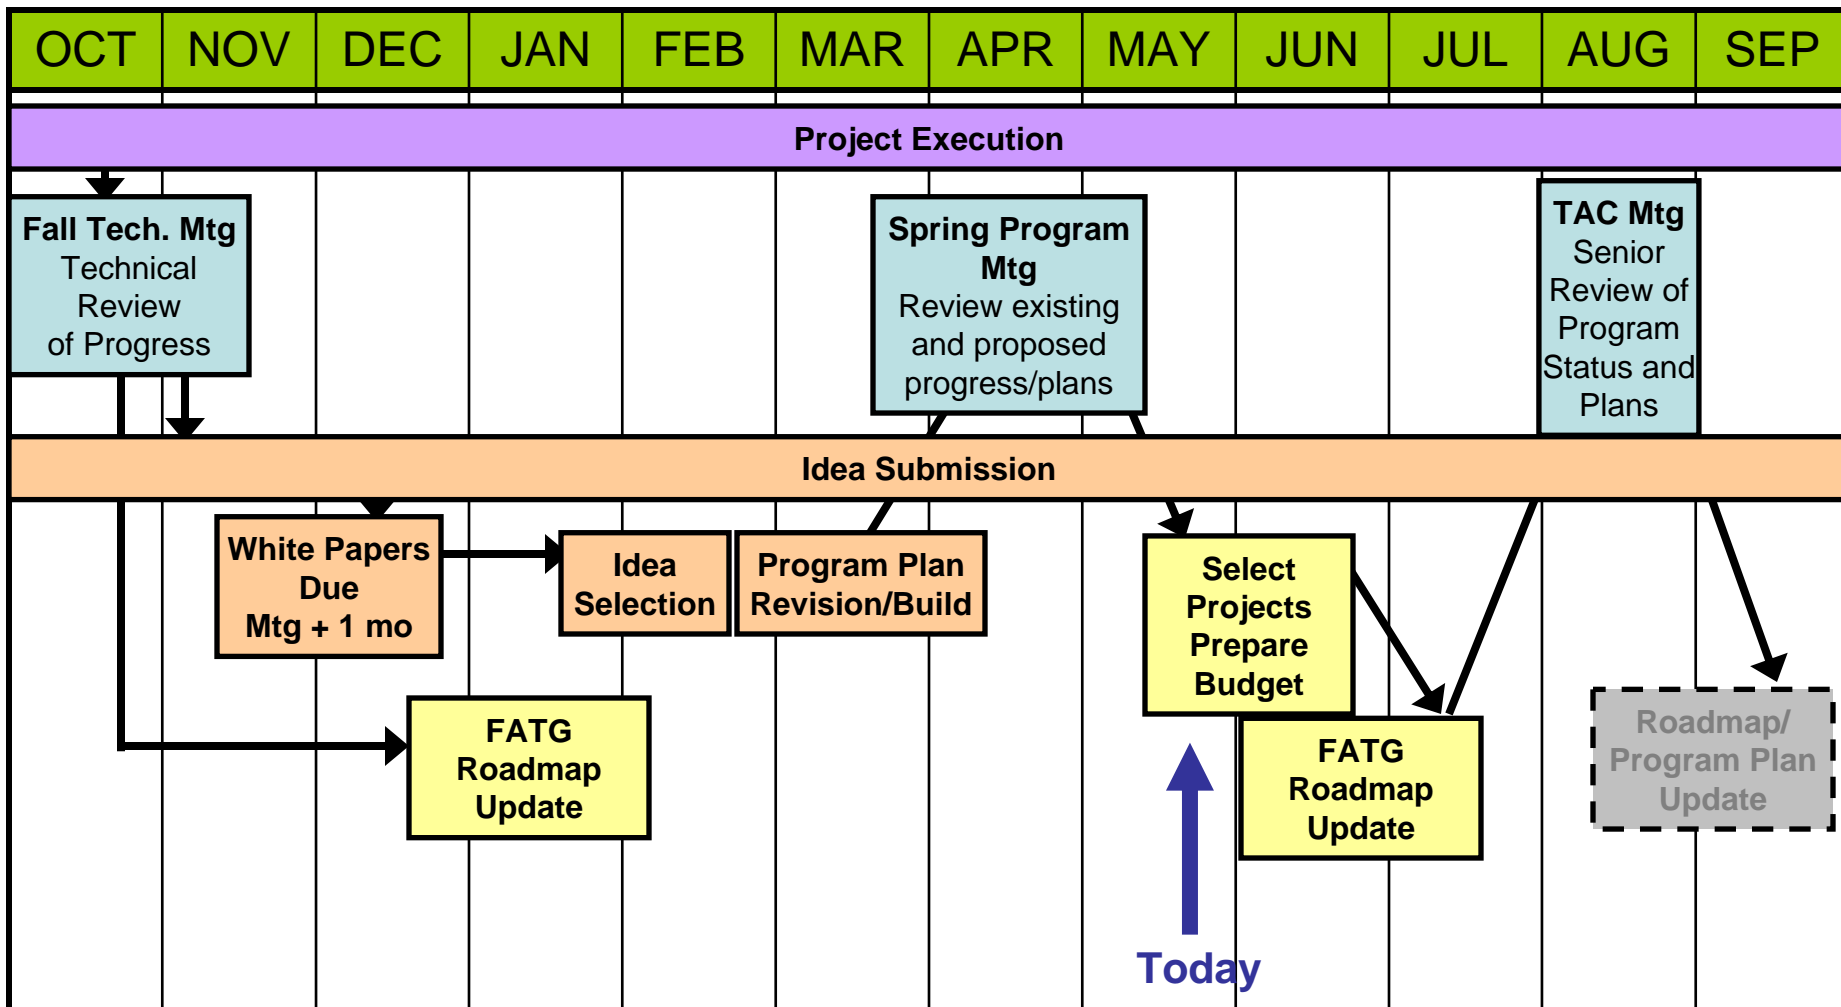 OCT NOV DEC JAN FEB MAR APR MAY JUN JUL AUG SEP
Project Execution
Fall Tech. Mtg
Technical
Review
of Progress
Spring Program
Mtg
Review existing
and proposed
progress/plans
TAC Mtg
Senior
Review of
Program
Status and
Plans
Idea Submission
White Papers
Due
Mtg + 1 mo
Idea
Selection
Program Plan
Revision/Build
Select
Projects
Prepare
Budget
FATG
Roadmap
Update
FATG
Roadmap
Update
Roadmap/
Program Plan
Update
Today